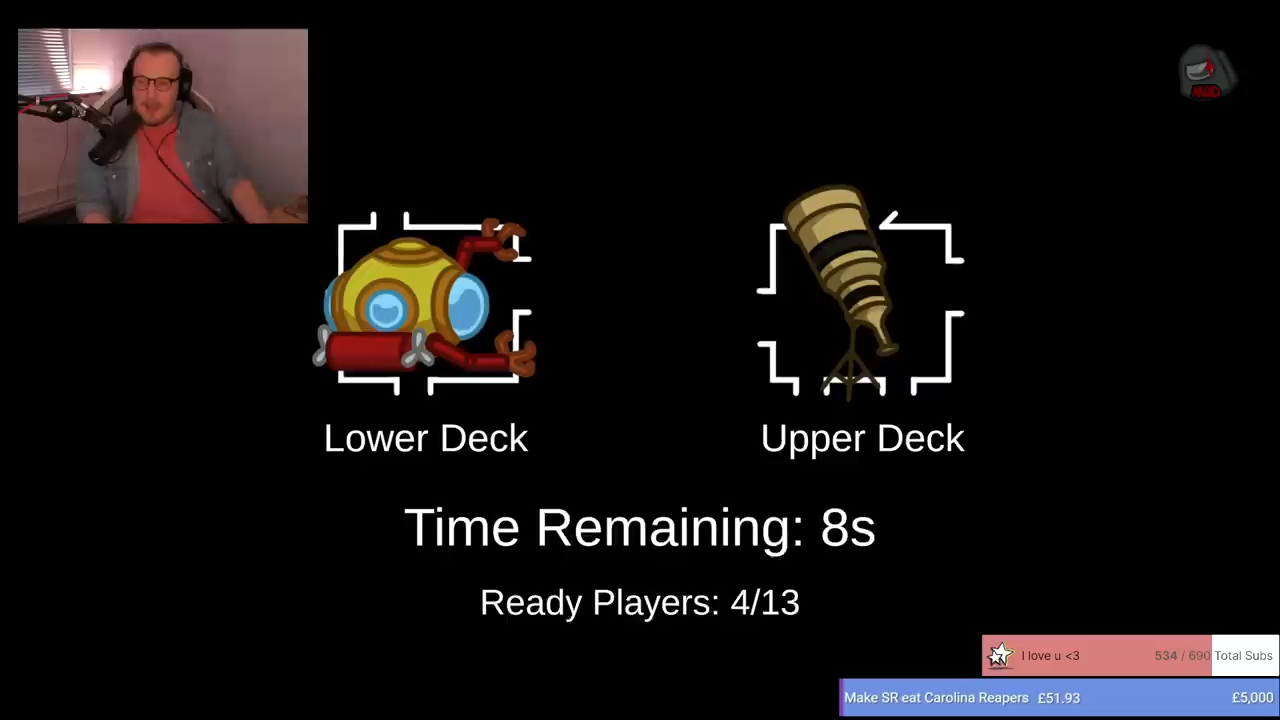 MOD
Lower Deck
Upper Deck
Time Remaining: 8s
Ready Players: 4/13
I love u <3
534 / 690 Total Subs
Make SR eat Carolina Reapers £51.93
£5,000